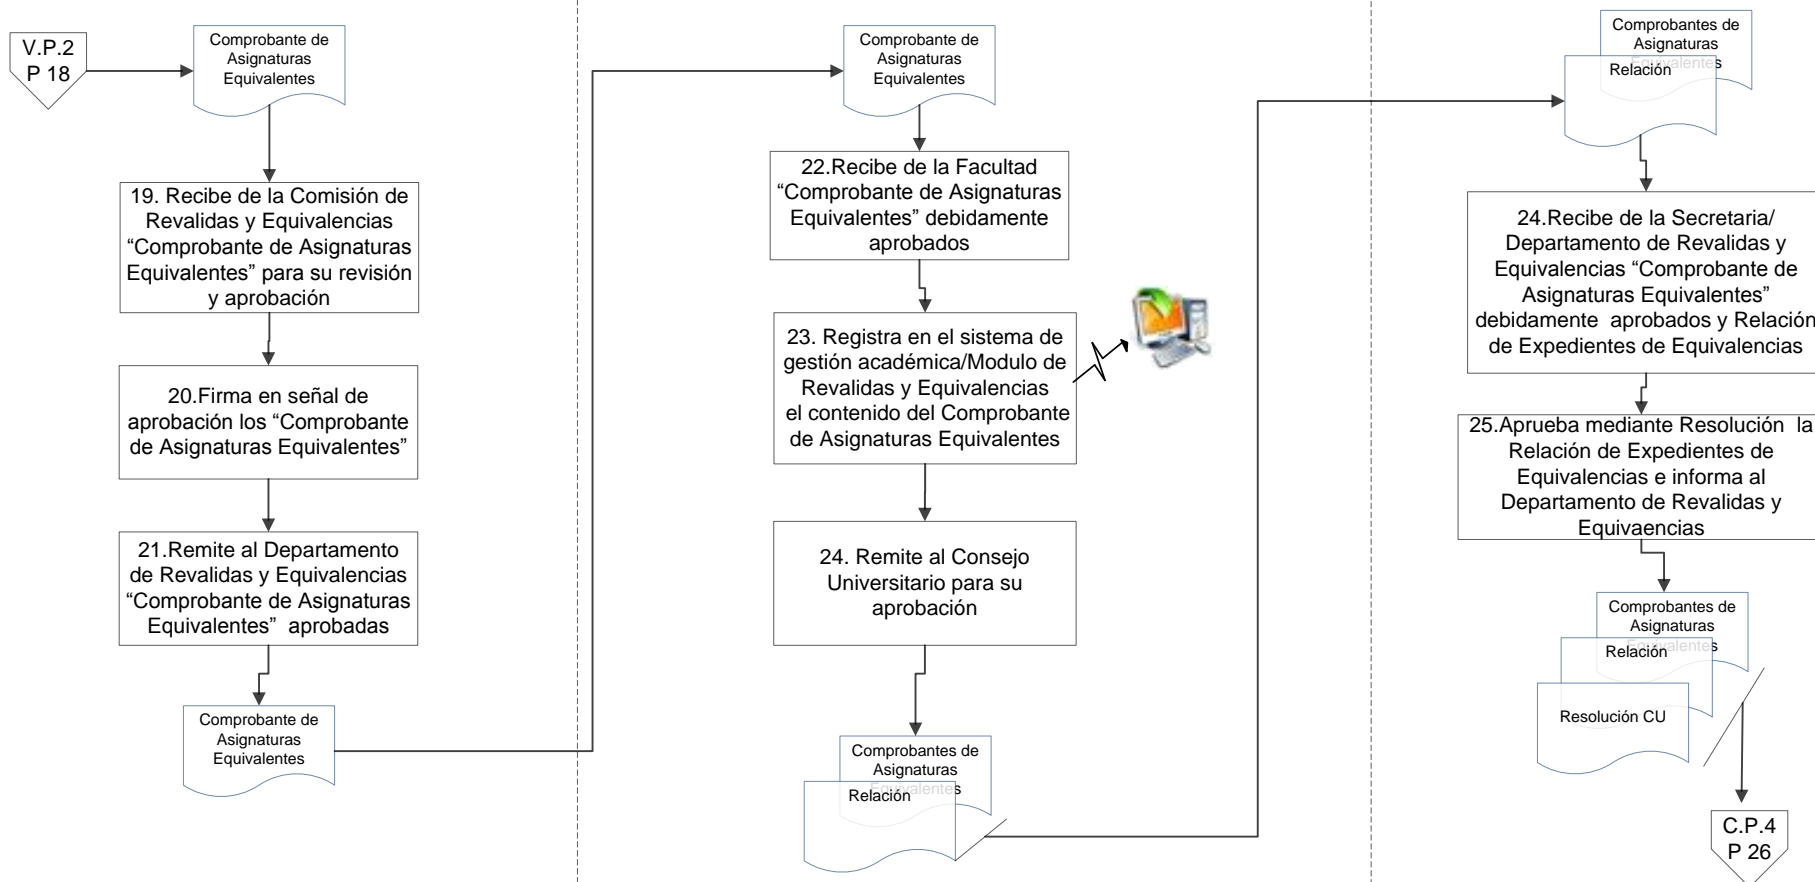 V.P.2
P 18
Comprobante de
Asignaturas
Equivalentes
19. Recibe de la Comisión de
Revalidas y Equivalencias
“Comprobante de Asignaturas
Equivalentes” para su revisión
y aprobación
20.Firma en señal de
aprobación los “Comprobante
de Asignaturas Equivalentes”
21.Remite al Departamento
de Revalidas y Equivalencias
“Comprobante de Asignaturas
Equivalentes” aprobadas
Comprobante de
Asignaturas
Equivalentes
Comprobante de
Asignaturas
Equivalentes
22.Recibe de la Facultad
“Comprobante de Asignaturas
Equivalentes” debidamente
aprobados
23. Registra en el sistema de
gestión académica/Modulo de
Revalidas y Equivalencias
el contenido del Comprobante
de Asignaturas Equivalentes
24. Remite al Consejo
Universitario para su
aprobación
Comprobantes de
Asignaturas
Equivalentes
Relación
Comprobantes de
Asignaturas
Equivalentes
Relación
24.Recibe de la Secretaria/
Departamento de Revalidas y
Equivalencias “Comprobante de
Asignaturas Equivalentes”
debidamente aprobados y Relación
de Expedientes de Equivalencias
25.Aprueba mediante Resolución la
Relación de Expedientes de
Equivalencias e informa al
Departamento de Revalidas y
Equivaencias
Comprobantes de
Asignaturas
Equivalentes
Relación
Resolución CU
C.P.4
P 26